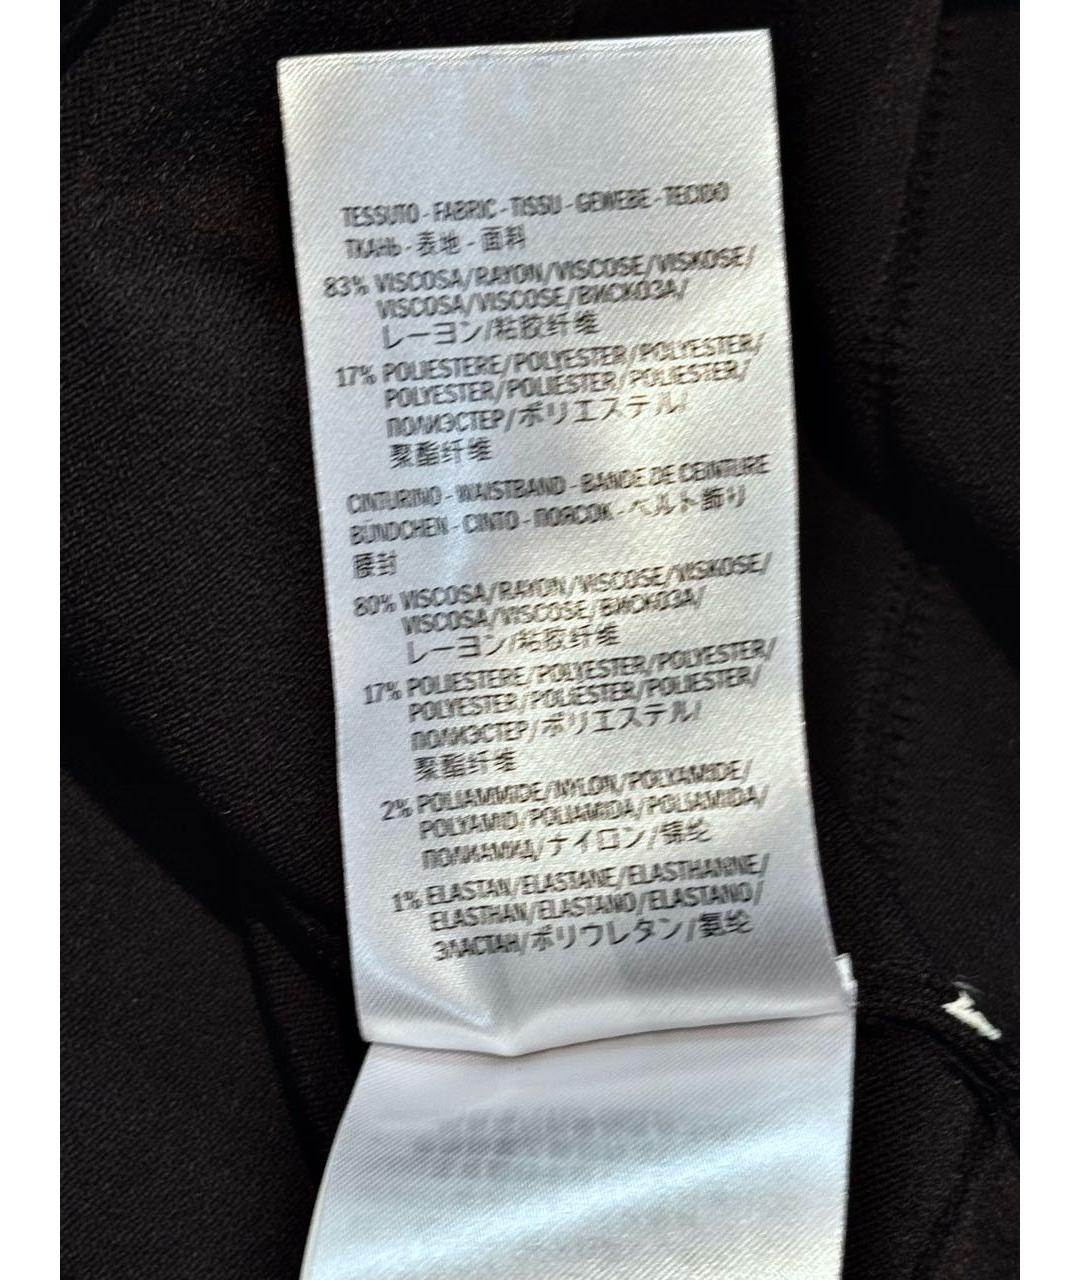 TESSUTO - FABRIC - TISSU - GEWEBE - TECIDO
ТКАНЬ - 表地 - 面料
83% VISCOSA/RAYON/VISCOSE/VISKOSE/
VISCOSA/VISCOSE/ВИСКОЗА/
レーヨン/粘胶纤维
17% POLIESTERE/POLYESTER/POLYESTER/
POLYESTER/POLIÉSTER/POLIESTER/
ПОЛИЭСТЕР/ポリエステル/
聚酯纤维
CINTURINO - WAISTBAND - BANDE DE CEINTURE
BÜNDCHEN - CINTO - ПОЯСОК - ベルト飾り
腰封
80% VISCOSA/RAYON/VISCOSE/VISKOSE/
VISCOSA/VISCOSE/ВИСКОЗА/
レーヨン/粘胶纤维
17% POLIESTERE/POLYESTER/POLYESTER/
POLYESTER/POLIESTER/POLIESTER/
ПОЛИЭСТЕР/ポリエステル/
聚酯纤维
2% POLIAMMIDE/NYLON/POLYAMIDE/
POLYAMID/POLIAMIDA/POLIAMIDA/
ПОЛИАМИД/ナイロン/锦纶
1% ELASTAN/ELASTANE/ELASTHANNE/
ELASTHAN/ELASTANO/ELASTANO/
ЭЛАСТАН/ポリウレタン/氨纶